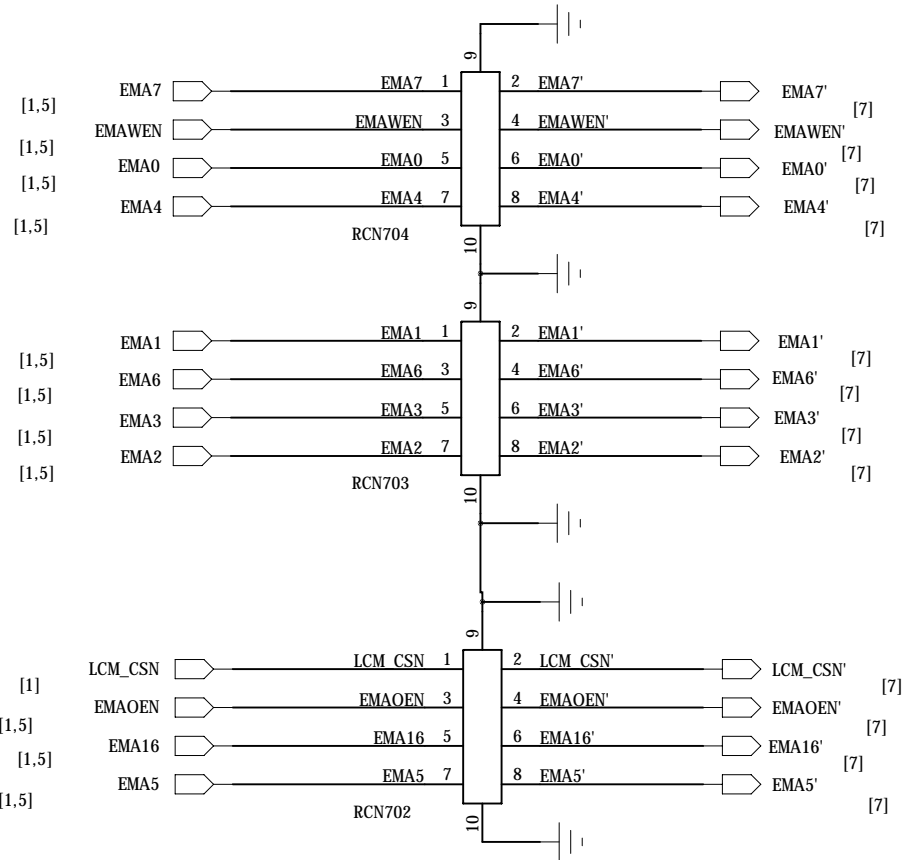 9
EMA7 EMA7 1 2 EMA7' EMA7'
[1,5] [7]
EMAWEN EMAWEN 3 4 EMAWEN' EMAWEN'
[1,5] [7]
EMA0 EMA0 5 6 EMA0' EMA0'
[1,5] [7]
EMA4 EMA4 7 8 EMA4' EMA4'
[1,5] [7]
RCN704
10
9
EMA1 EMA1 1 2 EMA1' EMA1'
[1,5] [7]
EMA6 EMA6 3 4 EMA6' EMA6'
[1,5] [7]
EMA3 EMA3 5 6 EMA3' EMA3'
[1,5] [7]
EMA2 EMA2 7 8 EMA2' EMA2'
[1,5] [7]
RCN703
10
9
LCM_CSN LCM_CSN 1 2 LCM_CSN' LCM_CSN'
[1] [7]
EMAOEN EMAOEN 3 4 EMAOEN' EMAOEN'
[1,5] [7]
EMA16 EMA16 5 6 EMA16' EMA16'
[1,5] [7]
EMA5 EMA5 7 8 EMA5' EMA5'
[1,5] [7]
RCN702
10